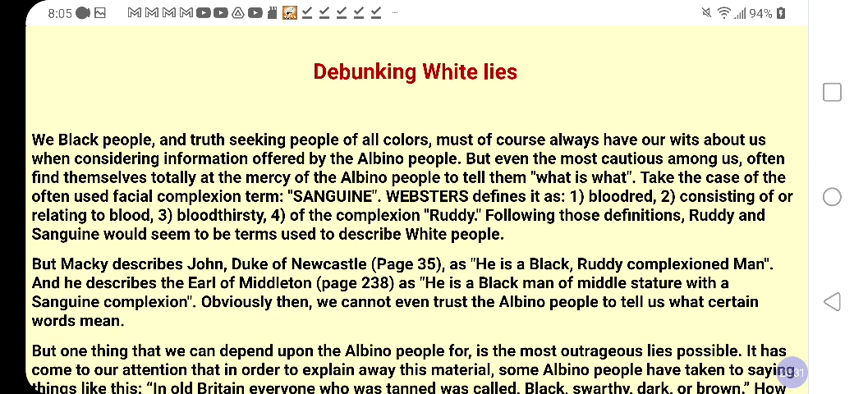 8:05
94%
Debunking White lies
We Black people, and truth seeking people of all colors, must of course always have our wits about us
when considering information offered by the Albino people. But even the most cautious among us, often
find themselves totally at the mercy of the Albino people to tell them "what is what". Take the case of the
often used facial complexion term: "SANGUINE". WEBSTERS defines it as: 1) bloodred, 2) consisting of or
relating to blood, 3) bloodthirsty, 4) of the complexion "Ruddy." Following those definitions, Ruddy and
Sanguine would seem to be terms used to describe White people.
But Macky describes John, Duke of Newcastle (Page 35), as "He is a Black, Ruddy complexioned Man".
And he describes the Earl of Middleton (page 238) as "He is a Black man of middle stature with a
Sanguine complexion". Obviously then, we cannot even trust the Albino people to tell us what certain
words mean.
But one thing that we can depend upon the Albino people for, is the most outrageous lies possible. It has
come to our attention that in order to explain away this material, some Albino people have taken to saying
things like this: “In old Britain everyone who was tanned was called, Black, swarthy, dark, or brown.” How